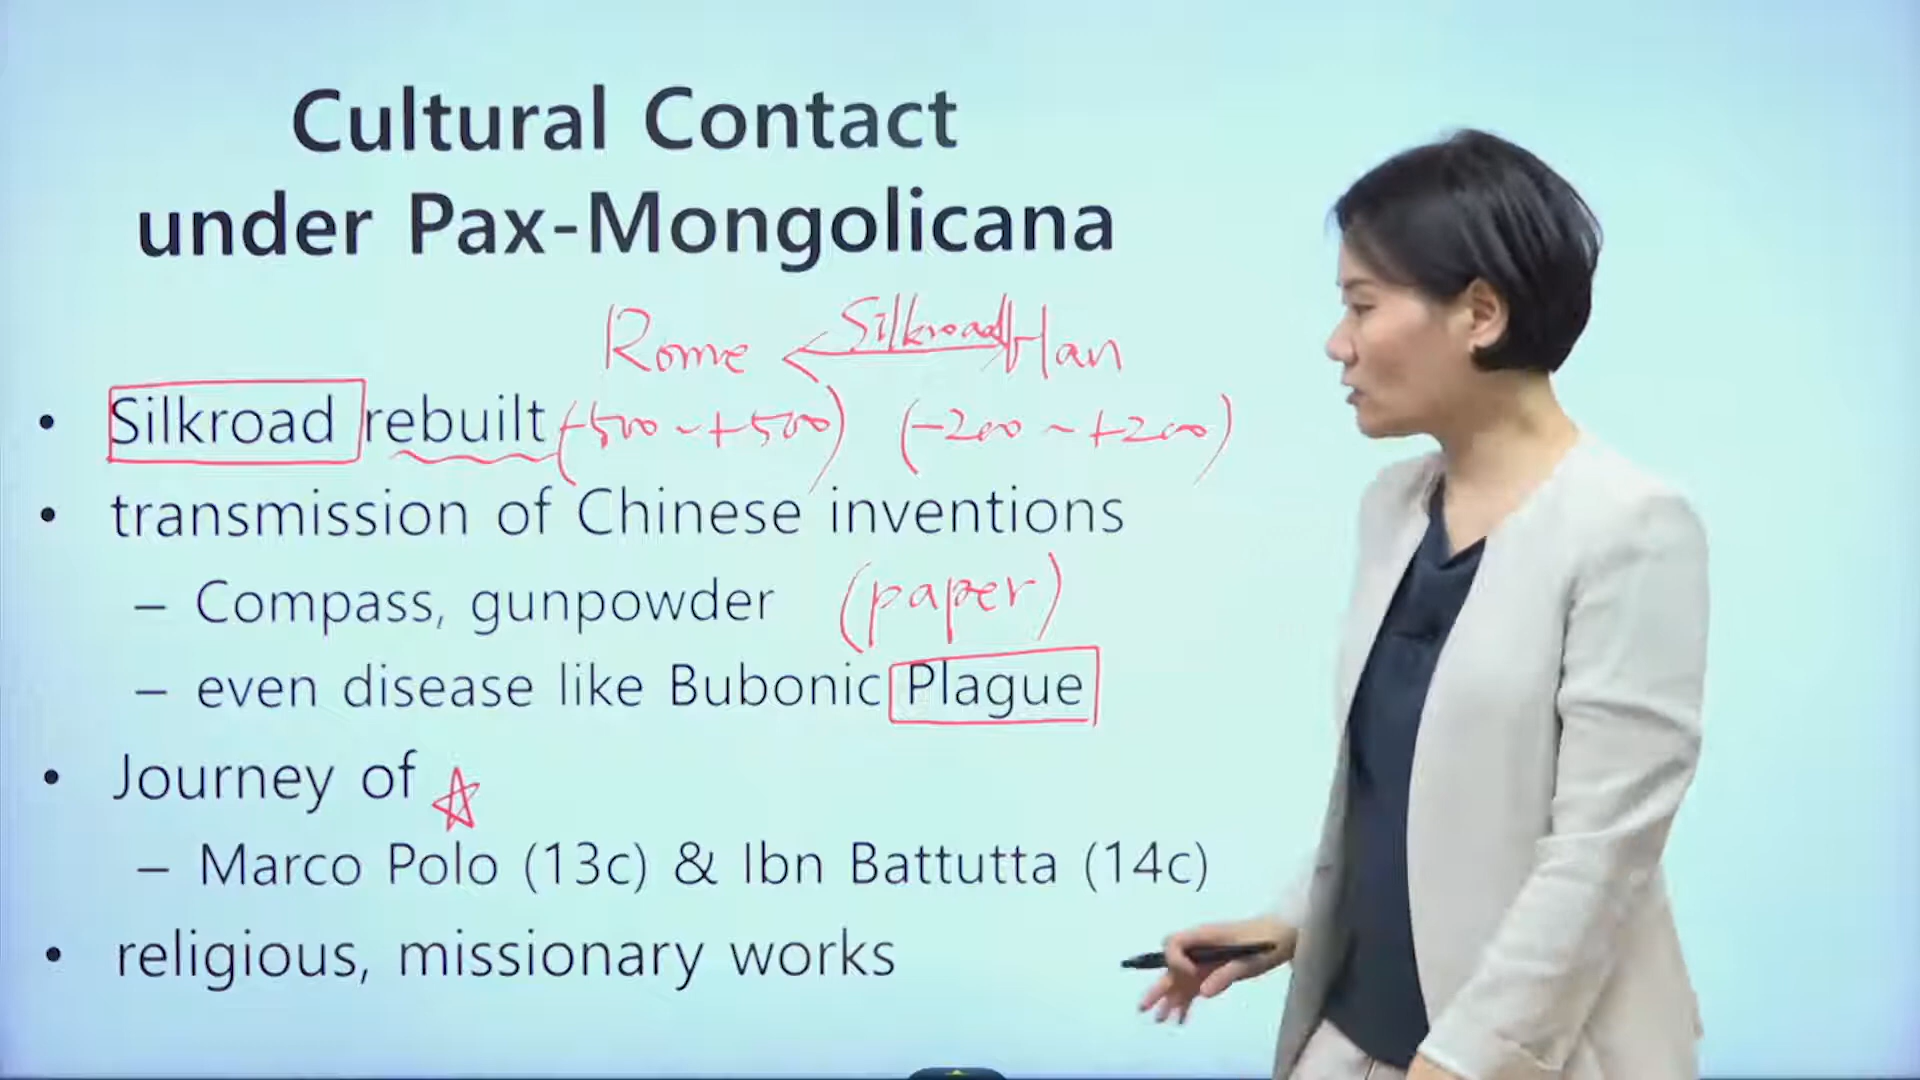 Cultural Contact
under Pax-Mongolicana
Rome Silkroad Han
• Silkroad rebuilt (-500 ~ +500) (-200 ~ +200)
• transmission of Chinese inventions
– Compass, gunpowder (paper)
– even disease like Bubonic Plague
• Journey of
– Marco Polo (13c) & Ibn Battutta (14c)
• religious, missionary works